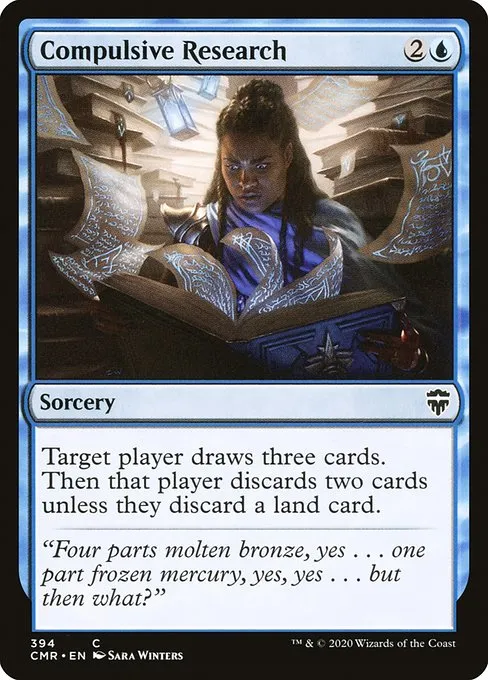 Compulsive Research 2
Sorcery
Target player draws three cards.
Then that player discards two cards
unless they discard a land card.
“Four parts molten bronze, yes . . . one
part frozen mercury, yes, yes . . . but
then what?”
394 C
CMR • EN Sara Winters
™ & © 2020 Wizards of the Coast